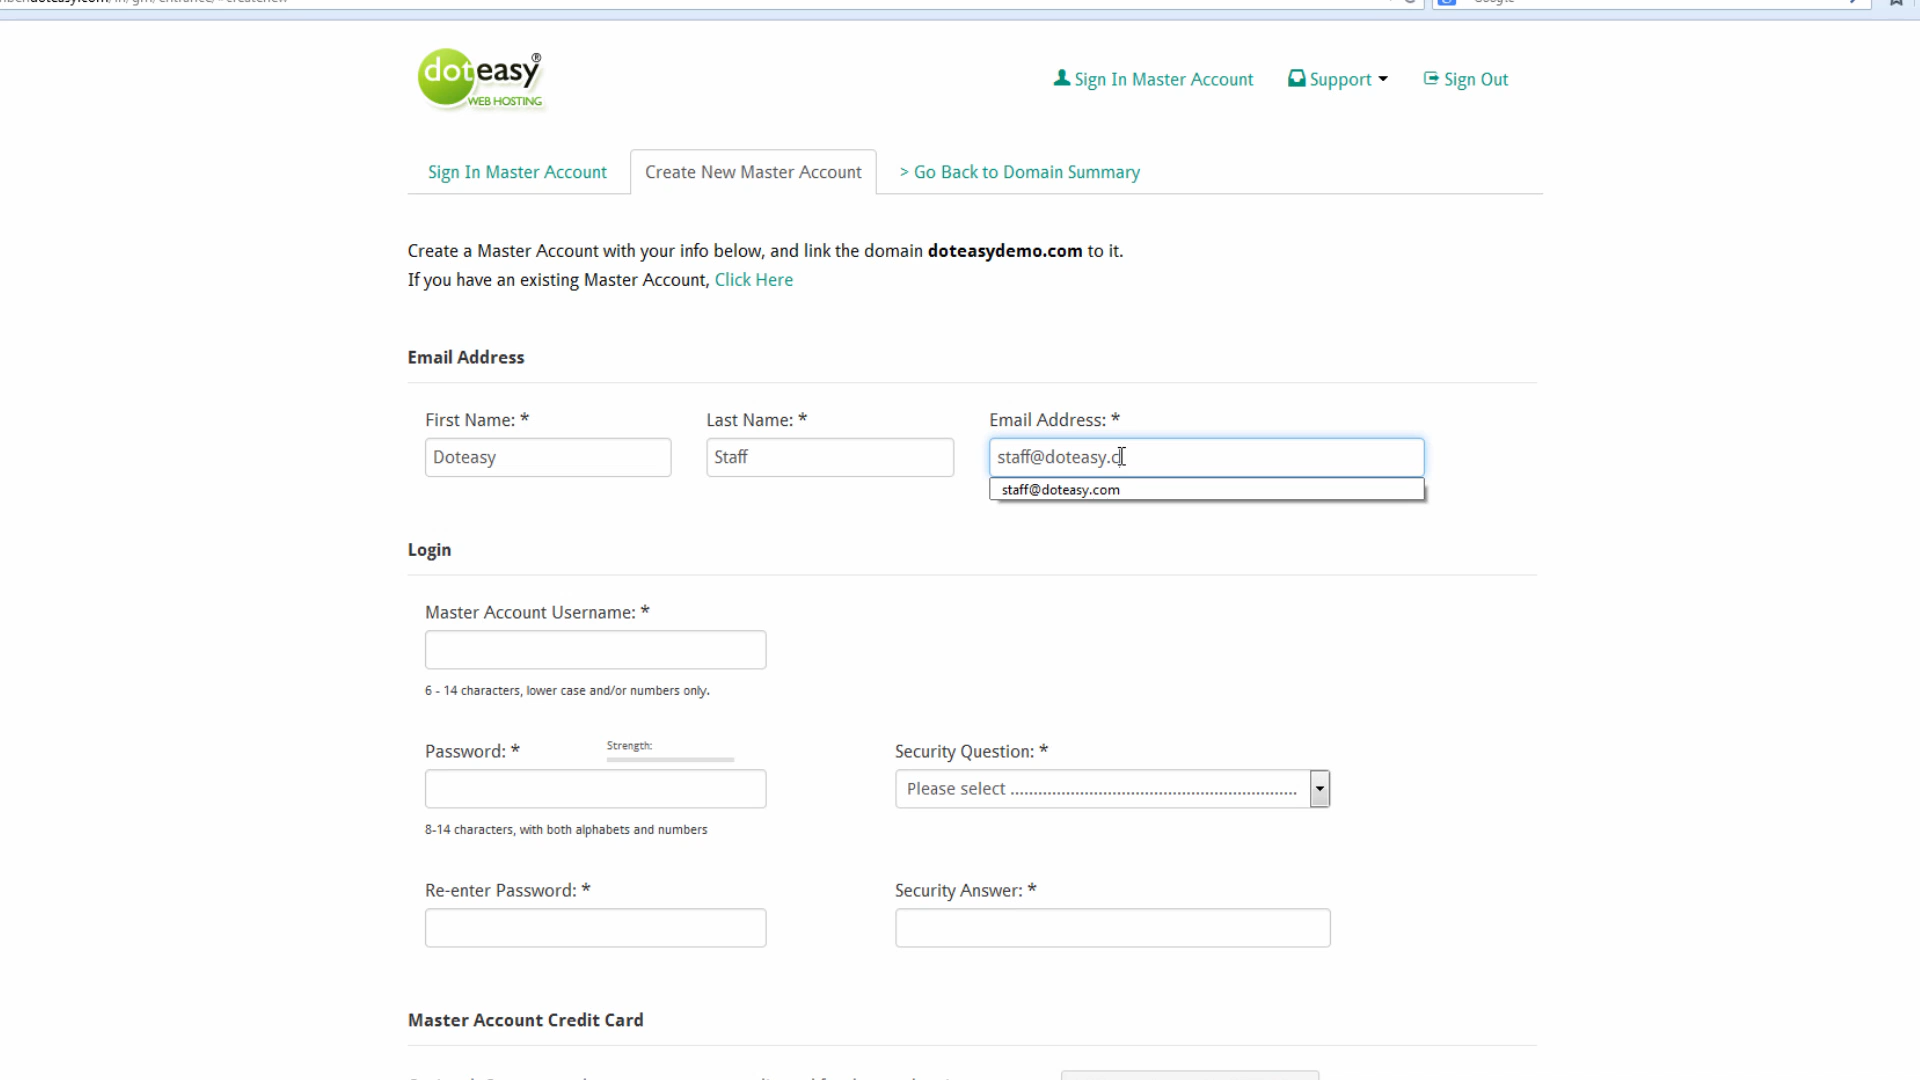 doteasy®
WEB HOSTING
Sign In Master Account
Support
Sign Out
Sign In Master Account
Create New Master Account
> Go Back to Domain Summary
Create a Master Account with your info below, and link the domain doteasydemo.com to it.
If you have an existing Master Account, Click Here
Email Address
First Name: *
Last Name: *
Email Address: *
Doteasy
Staff
staff@doteasy.c
staff@doteasy.com
Login
Master Account Username: *
6 - 14 characters, lower case and/or numbers only.
Password: *
Strength:
Security Question: *
Please select .............................................................
8-14 characters, with both alphabets and numbers
Re-enter Password: *
Security Answer: *
Master Account Credit Card